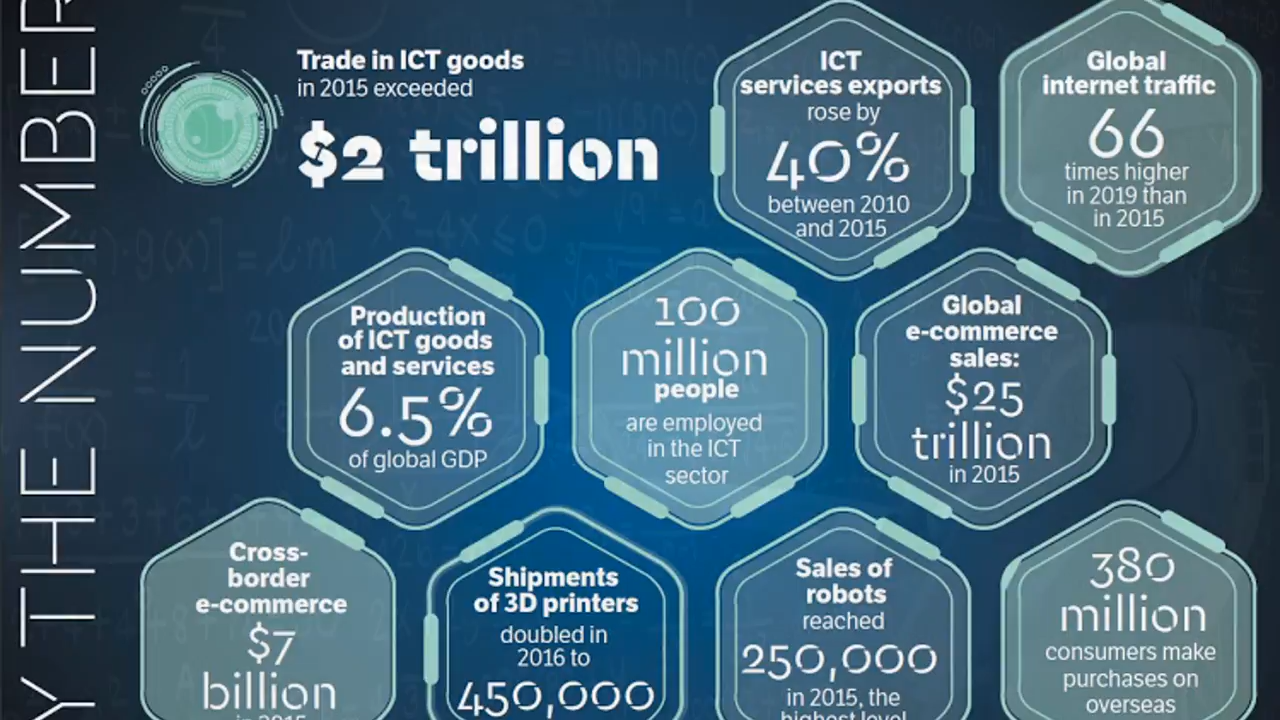 Y THE NUMBER
Trade in ICT goods
in 2015 exceeded
$2 trillion
ICT
services exports
rose by
40%
between 2010
and 2015
Global
internet traffic
66
times higher
in 2019 than
in 2015
Production
of ICT goods
and services
6.5%
of global GDP
100
million
people
are employed
in the ICT
sector
Global
e-commerce
sales:
$25
trillion
in 2015
Cross-
border
e-commerce
$7
billion
in 2015
Shipments
of 3D printers
doubled in
2016 to
450,000
Sales of
robots
reached
250,000
in 2015, the
highest level
380
million
consumers make
purchases on
overseas